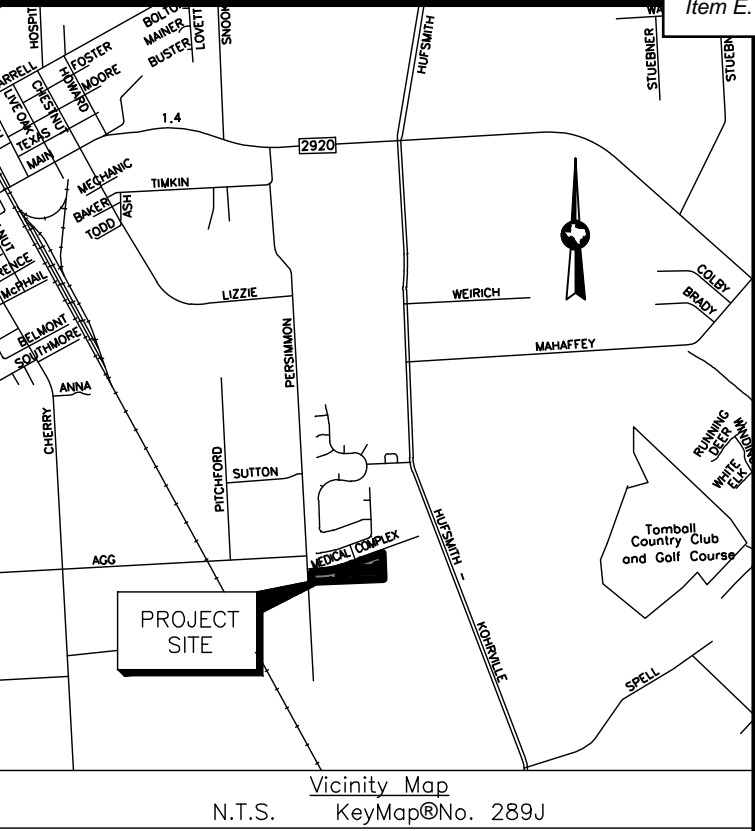 Item E.
HOSPIT
BOLTO
MAINER
BUSTER
LOVETT
SNOOK
HUFSMITH
WA
STUEBNER
STUEBN
ARRELL
FOSTER
HOWARD
MOORE
LIVE OAK
CHESTNUT
TEXAS
MAIN
1.4
2920
MECHANIC
TIMKIN
BAKER
ASH
TODD
NUT
RENCE
McPHAIL
LIZZIE
WEIRICH
COLBY
BRADY
BELMONT
SOUTHMORE
PERSIMMON
MAHAFFEY
ANNA
CHERRY
PITCHFORD
SUTTON
RUNNING
DEER
WINDING
WHITE
ELK
Tomball
Country Club
and Golf Course
HUFSMITH -
KOHRVILLE
MEDICAL COMPLEX
AGG
PROJECT
SITE
SPELL
Vicinity Map
N.T.S. KeyMap®No. 289J